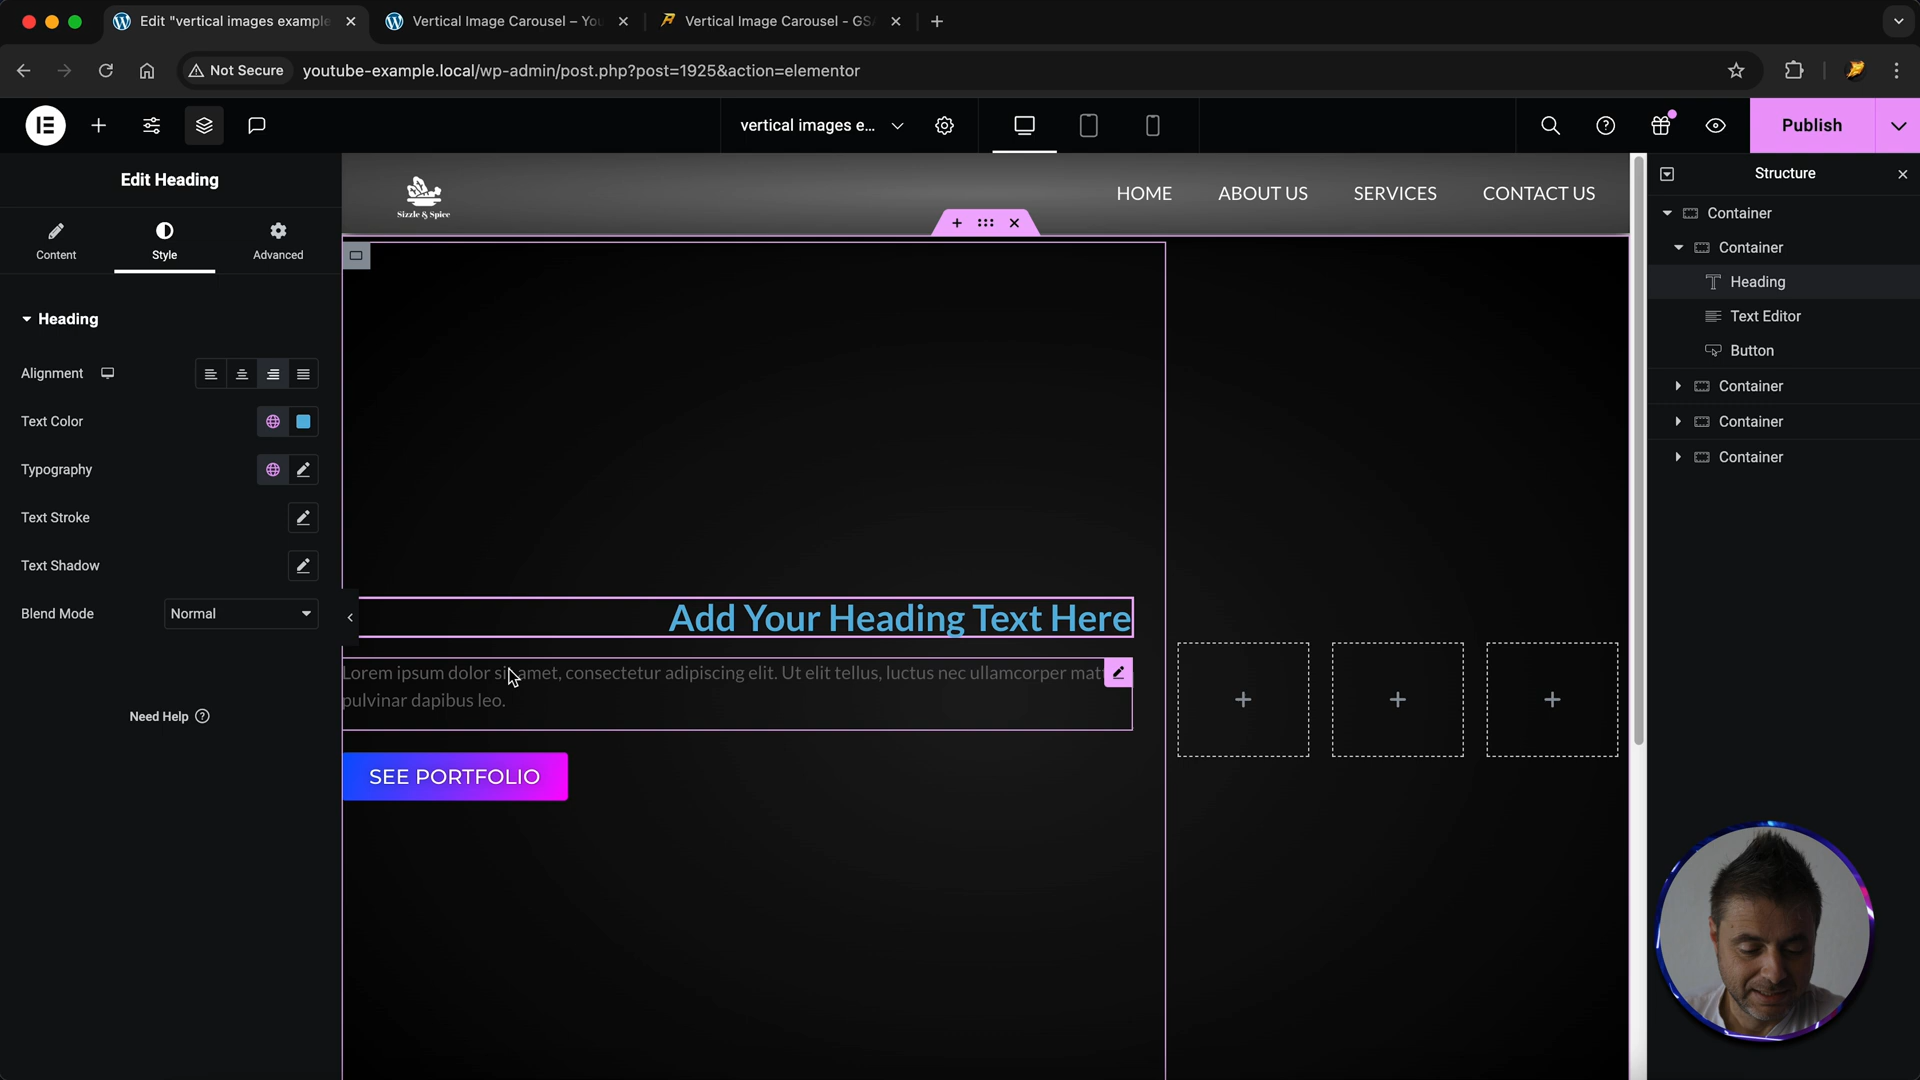 Edit "vertical images example
Vertical Image Carousel – You
Vertical Image Carousel - GSA
Not Secure
youtube-example.local/wp-admin/post.php?post=1925&action=elementor
vertical images e...
Publish
Edit Heading
Content
Style
Advanced
Heading
Alignment
Text Color
Typography
Text Stroke
Text Shadow
Blend Mode
Normal
Need Help
Sizzle & Spice
HOME
ABOUT US
SERVICES
CONTACT US
Add Your Heading Text Here
Lorem ipsum dolor sit amet, consectetur adipiscing elit. Ut elit tellus, luctus nec ullamcorper matt
pulvinar dapibus leo.
SEE PORTFOLIO
Structure
Container
Container
Heading
Text Editor
Button
Container
Container
Container